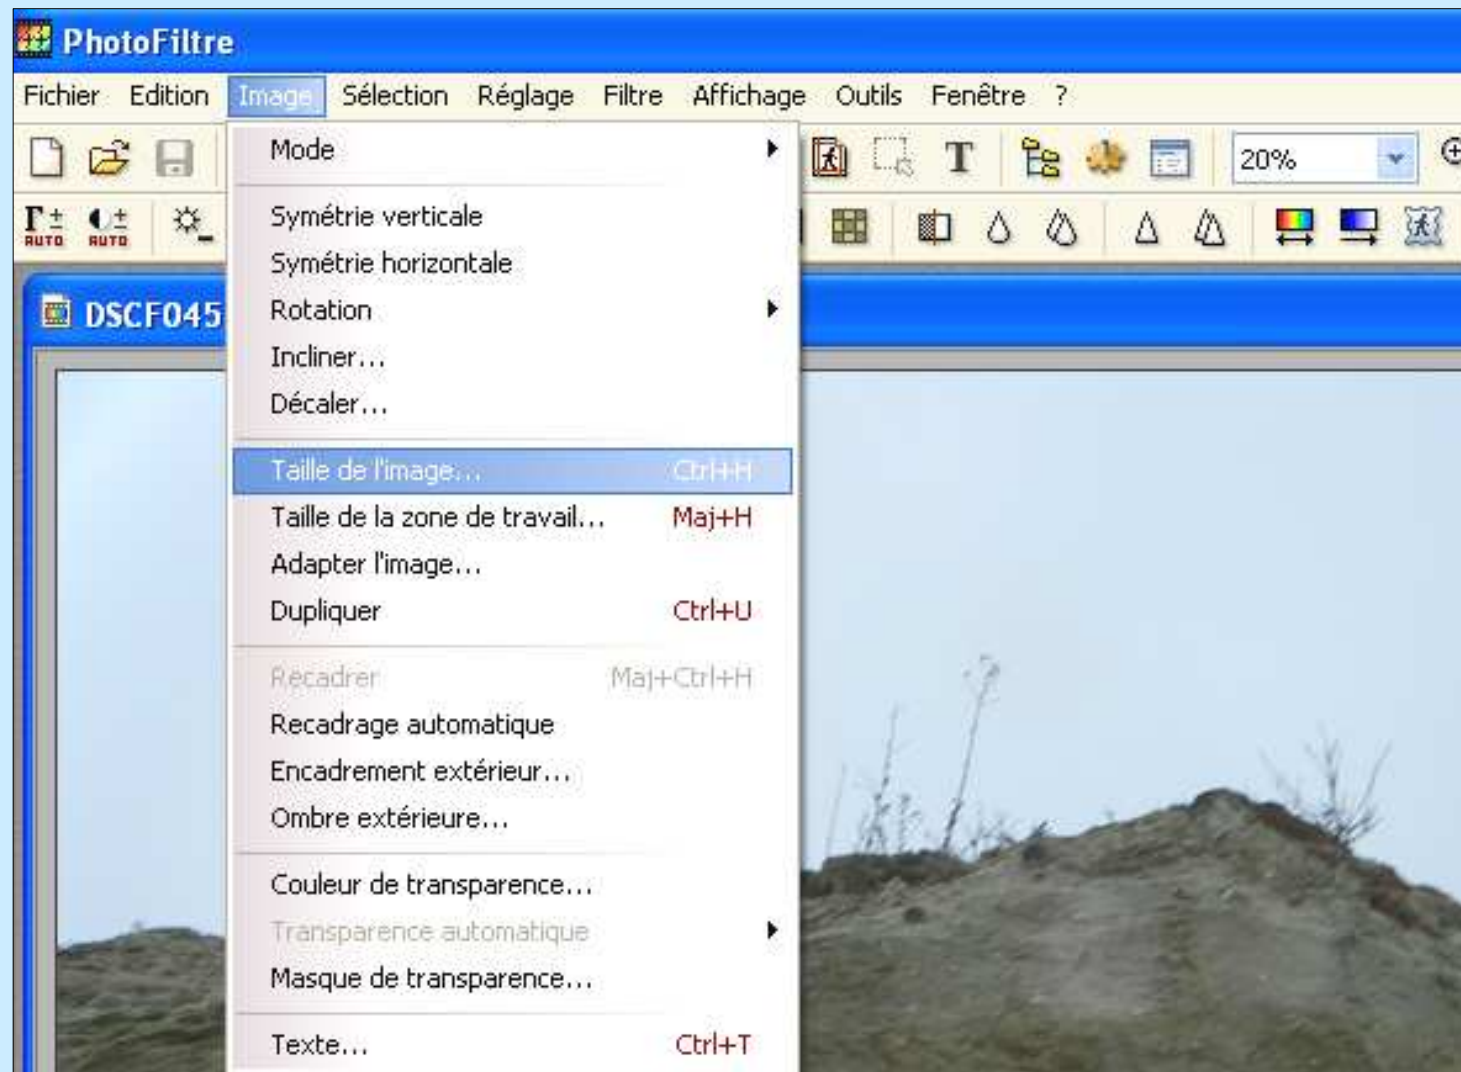 PhotoFiltre
Fichier Edition Image Sélection Réglage Filtre Affichage Outils Fenêtre ?
Mode
T
20%
AUTO AUTO
Symétrie verticale
Symétrie horizontale
DSCF045
Rotation
Incliner...
Décaler...
Taille de l'image... Ctrl+H
Taille de la zone de travail... Maj+H
Adapter l'image...
Dupliquer Ctrl+U
Recadrer Maj+Ctrl+H
Recadrage automatique
Encadrement extérieur...
Ombre extérieure...
Couleur de transparence...
Transparence automatique
Masque de transparence...
Texte... Ctrl+T